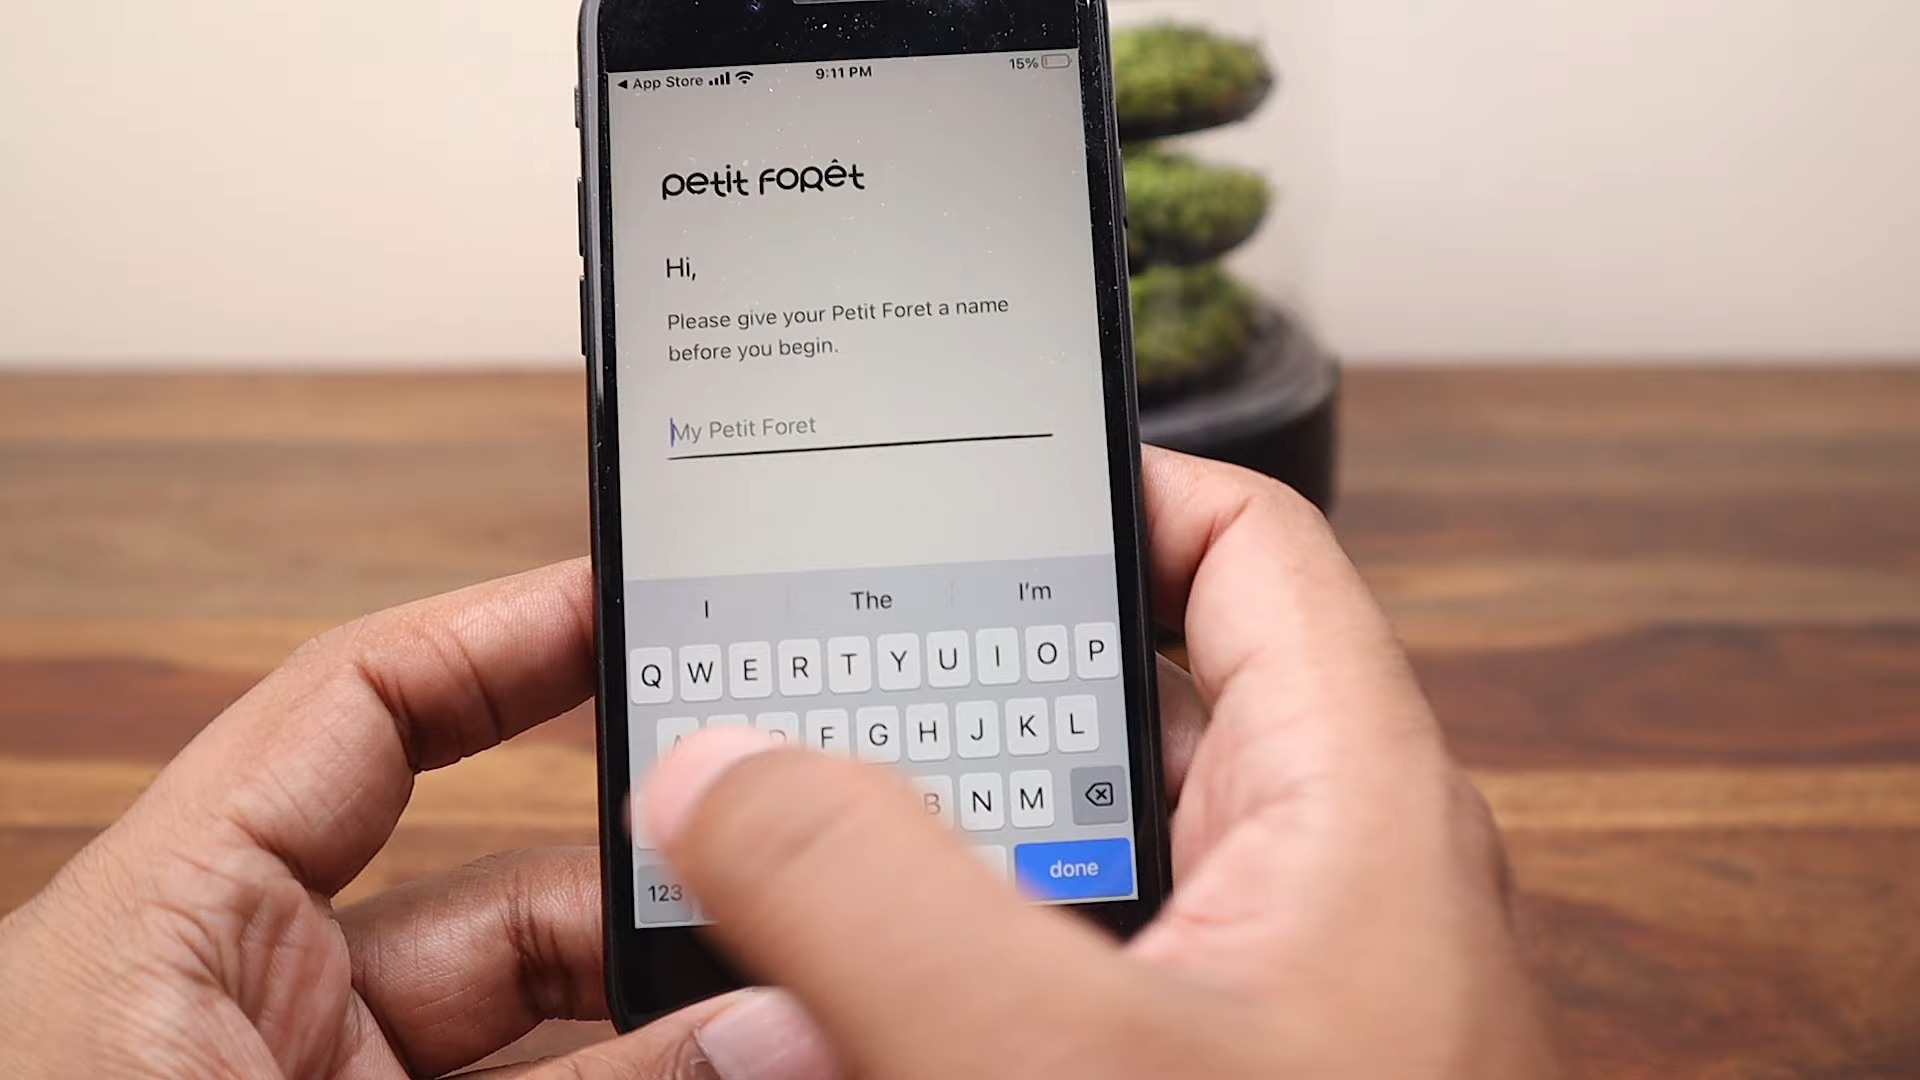 ◀ App Store 9:11 PM 15%
petit Forêt
Hi,
Please give your Petit Foret a name
before you begin.
My Petit Foret
I The I'm
Q W E R T Y U I O P
A D F G H J K L
B N M
123 done